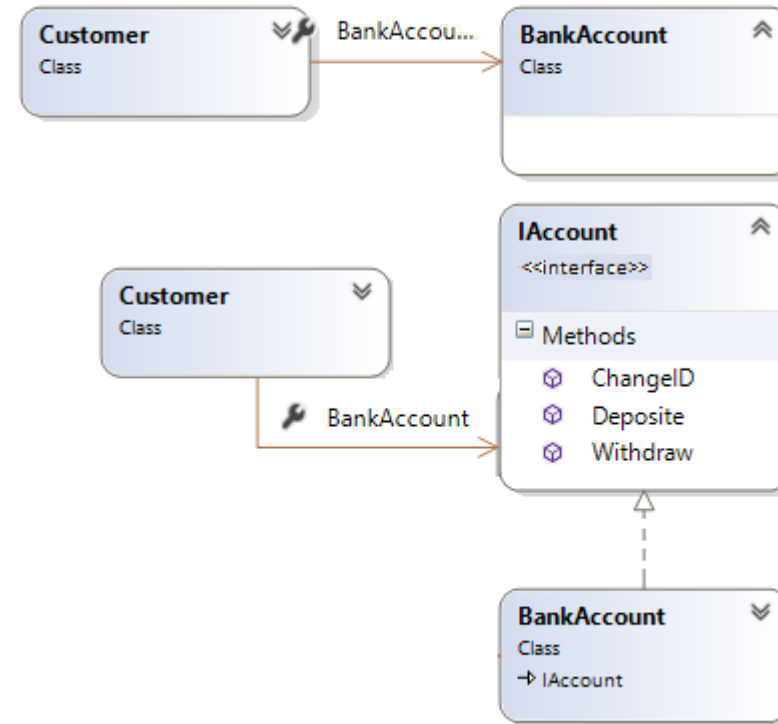 Customer
Class
BankAccou...
BankAccount
Class
IAccount
<<interface>>
Methods
ChangeID
Deposite
Withdraw
Customer
Class
BankAccount
BankAccount
Class
IAccount